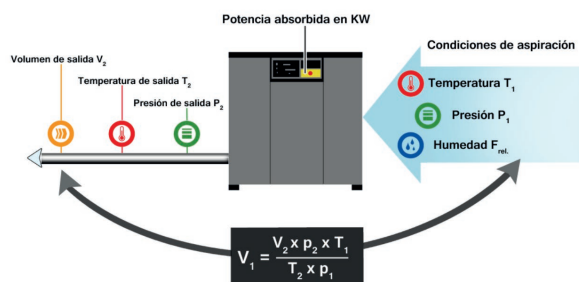 Potencia absorbida en KW
Volumen de salida V₂
Temperatura de salida T₂
Presión de salida P₂
Condiciones de aspiración
Temperatura T₁
Presión P₁
Humedad F rel.
V₁ = V₂ x p₂ x T₁
T₂ x p₁